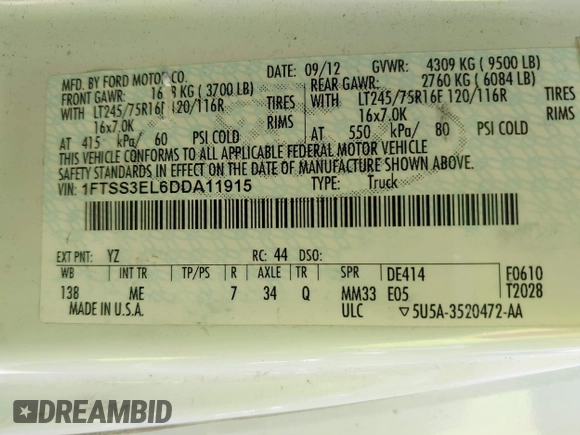 MFD. BY FORD MOTOR CO. DATE: 09/12 GVWR: 4309 KG ( 9500 LB)
FRONT GAWR: KG ( 3700 LB) REAR GAWR: 2760 KG ( 6084 LB)
WITH LT245/75R16E 120/116R TIRES WITH LT245/75R16E 120/116R TIRES
16x7.0K RIMS 16x7.0K RIMS
AT 415 kPa/ 60 PSI COLD AT 550 kPa/ 80 PSI COLD
THIS VEHICLE CONFORMS TO ALL APPLICABLE FEDERAL MOTOR VEHICLE
SAFETY STANDARDS IN EFFECT ON THE DATE OF MANUFACTURE SHOWN ABOVE.
VIN: 1FTSS3EL6DDA11915 TYPE: Truck
EXT PNT: YZ RC: 44 DSO:
WB INT TR TP/PS R AXLE TR SPR DE414 F0610
138 ME 7 34 Q MM33 E05 T2028
MADE IN U.S.A. ULC ▽5U5A-3520472-AA
DREAMBID